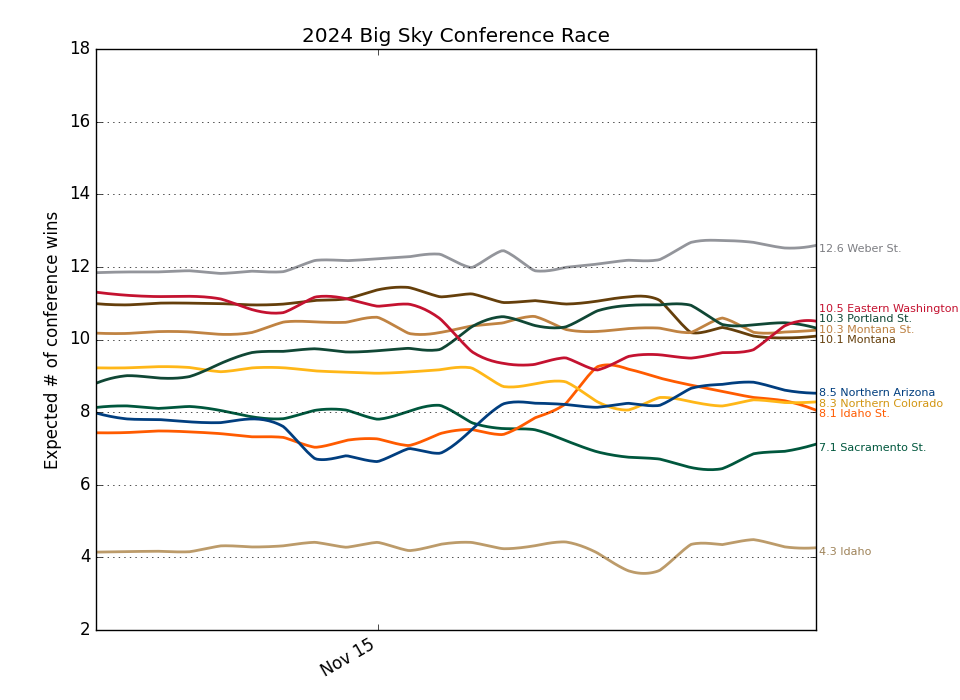 2024 Big Sky Conference Race
Expected # of conference wins
18
16
14
12
10
8
6
4
2
12.6 Weber St.
10.5 Eastern Washington
10.3 Portland St.
10.3 Montana St.
10.1 Montana
8.5 Northern Arizona
8.3 Northern Colorado
8.1 Idaho St.
7.1 Sacramento St.
4.3 Idaho
Nov 15